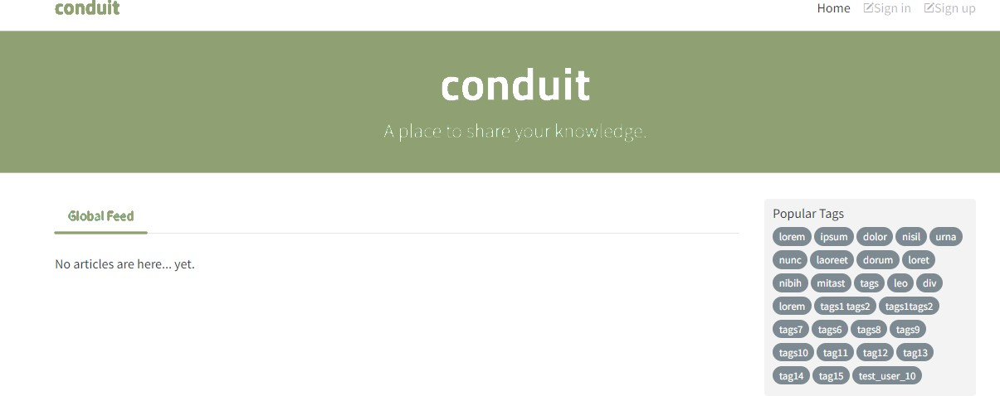 conduit
Home Sign in Sign up
conduit
A place to share your knowledge.
Global Feed
No articles are here... yet.
Popular Tags
lorem ipsum dolor nisil urna
nunc laoreet dorum loret
nibih mitast tags leo div
lorem tags1 tags2 tags1tags2
tags7 tags6 tags8 tags9
tags10 tag11 tag12 tag13
tag14 tag15 test_user_10